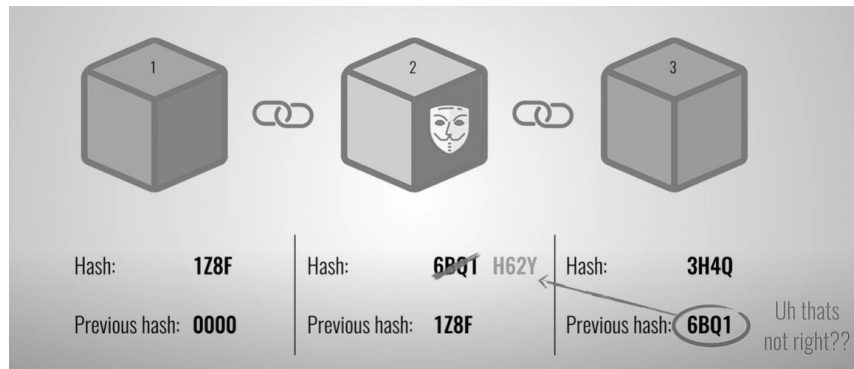 1
2
3
Hash: 1Z8F
Previous hash: 0000
Hash: 6BQ1 H62Y
Previous hash: 1Z8F
Hash: 3H4Q
Previous hash: 6BQ1
Uh thats
not right??